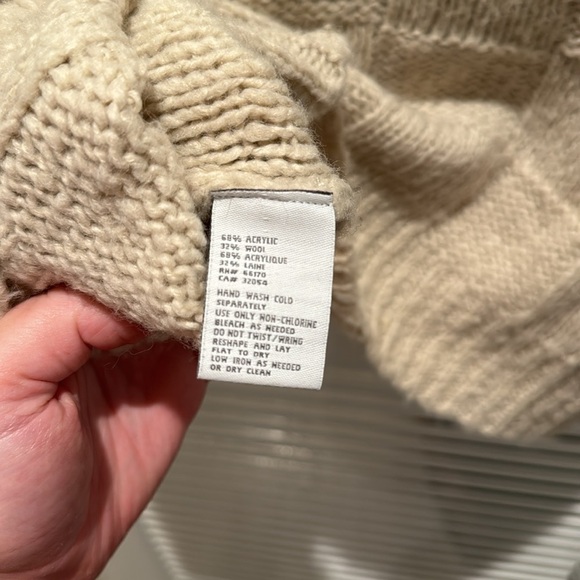 68% ACRYLIC
32% WOOL
68% ACRYLIQUE
32% LAINE
RN# 66170
CA# 32054
HAND WASH COLD
SEPARATELY
USE ONLY NON-CHLORINE
BLEACH AS NEEDED
DO NOT TWIST/WRING
RESHAPE AND LAY
FLAT TO DRY
LOW IRON AS NEEDED
OR DRY CLEAN